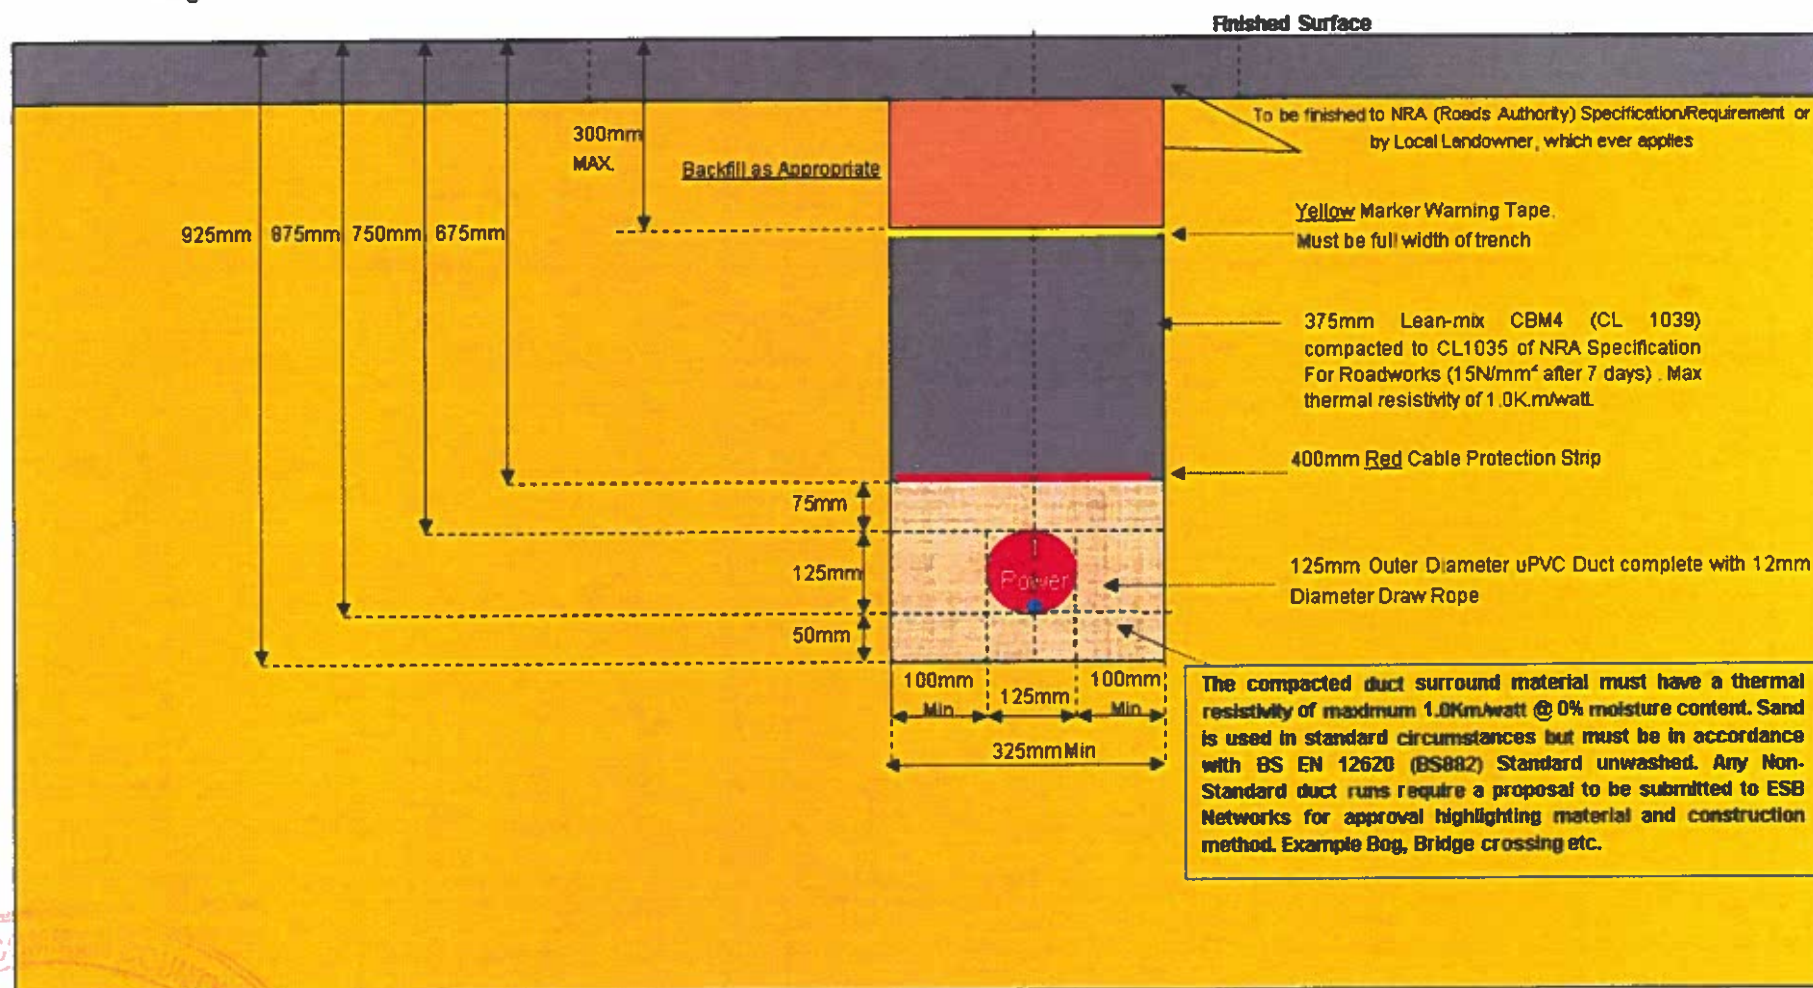 Finished Surface
To be finished to NRA (Roads Authority) Specification/Requirement or
by Local Landowner, which ever applies
300mm
MAX.
Backfill as Appropriate
925mm 875mm 750mm 675mm
Yellow Marker Warning Tape.
Must be full width of trench
375mm Lean-mix CBM4 (CL 1039)
compacted to CL1035 of NRA Specification
For Roadworks (15N/mm² after 7 days) . Max
thermal resistivity of 1.0K.m/watt.
400mm Red Cable Protection Strip
75mm
125mm
Power
125mm Outer Diameter uPVC Duct complete with 12mm
Diameter Draw Rope
50mm
100mm
Min
125mm
100mm
Min
325mm Min
The compacted duct surround material must have a thermal
resistivity of maximum 1.0Km/watt @ 0% moisture content. Sand
is used in standard circumstances but must be in accordance
with BS EN 12620 (BS882) Standard unwashed. Any Non-
Standard duct runs require a proposal to be submitted to ESB
Networks for approval highlighting material and construction
method. Example Bog, Bridge crossing etc.